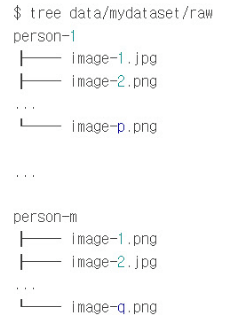 $ tree data/mydataset/raw
person-1
├── image-1.jpg
├── image-2.png
...
└── image-p.png
...
person-m
├── image-1.png
├── image-2.jpg
...
└── image-q.png